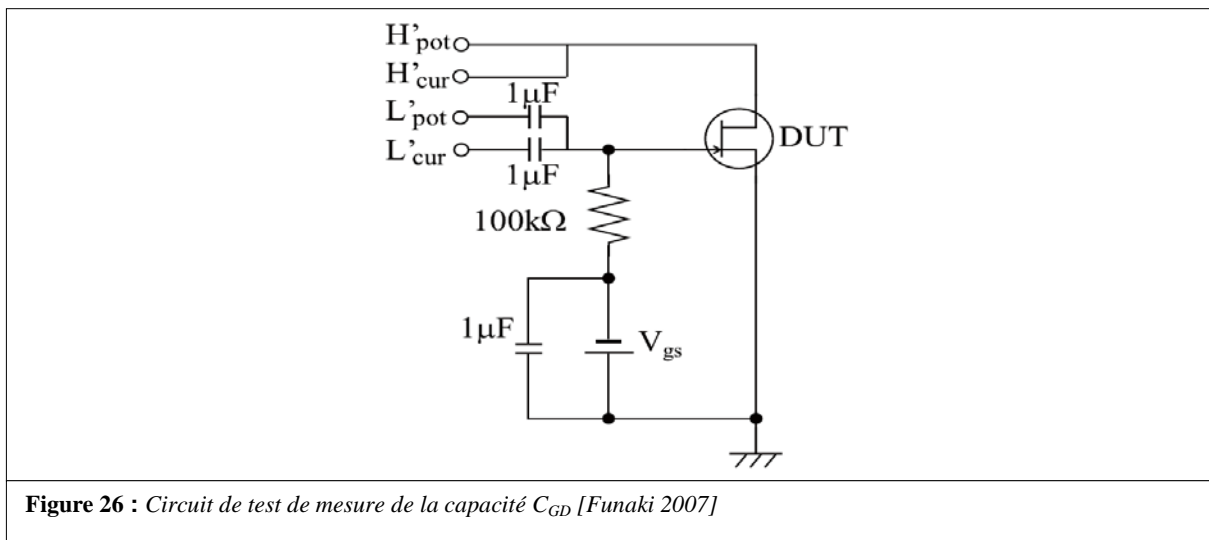 H'pot
H'cur
1µF
L'pot
L'cur
1µF
DUT
100kΩ
1µF
Vgs
Figure 26 : Circuit de test de mesure de la capacité CGD [Funaki 2007]